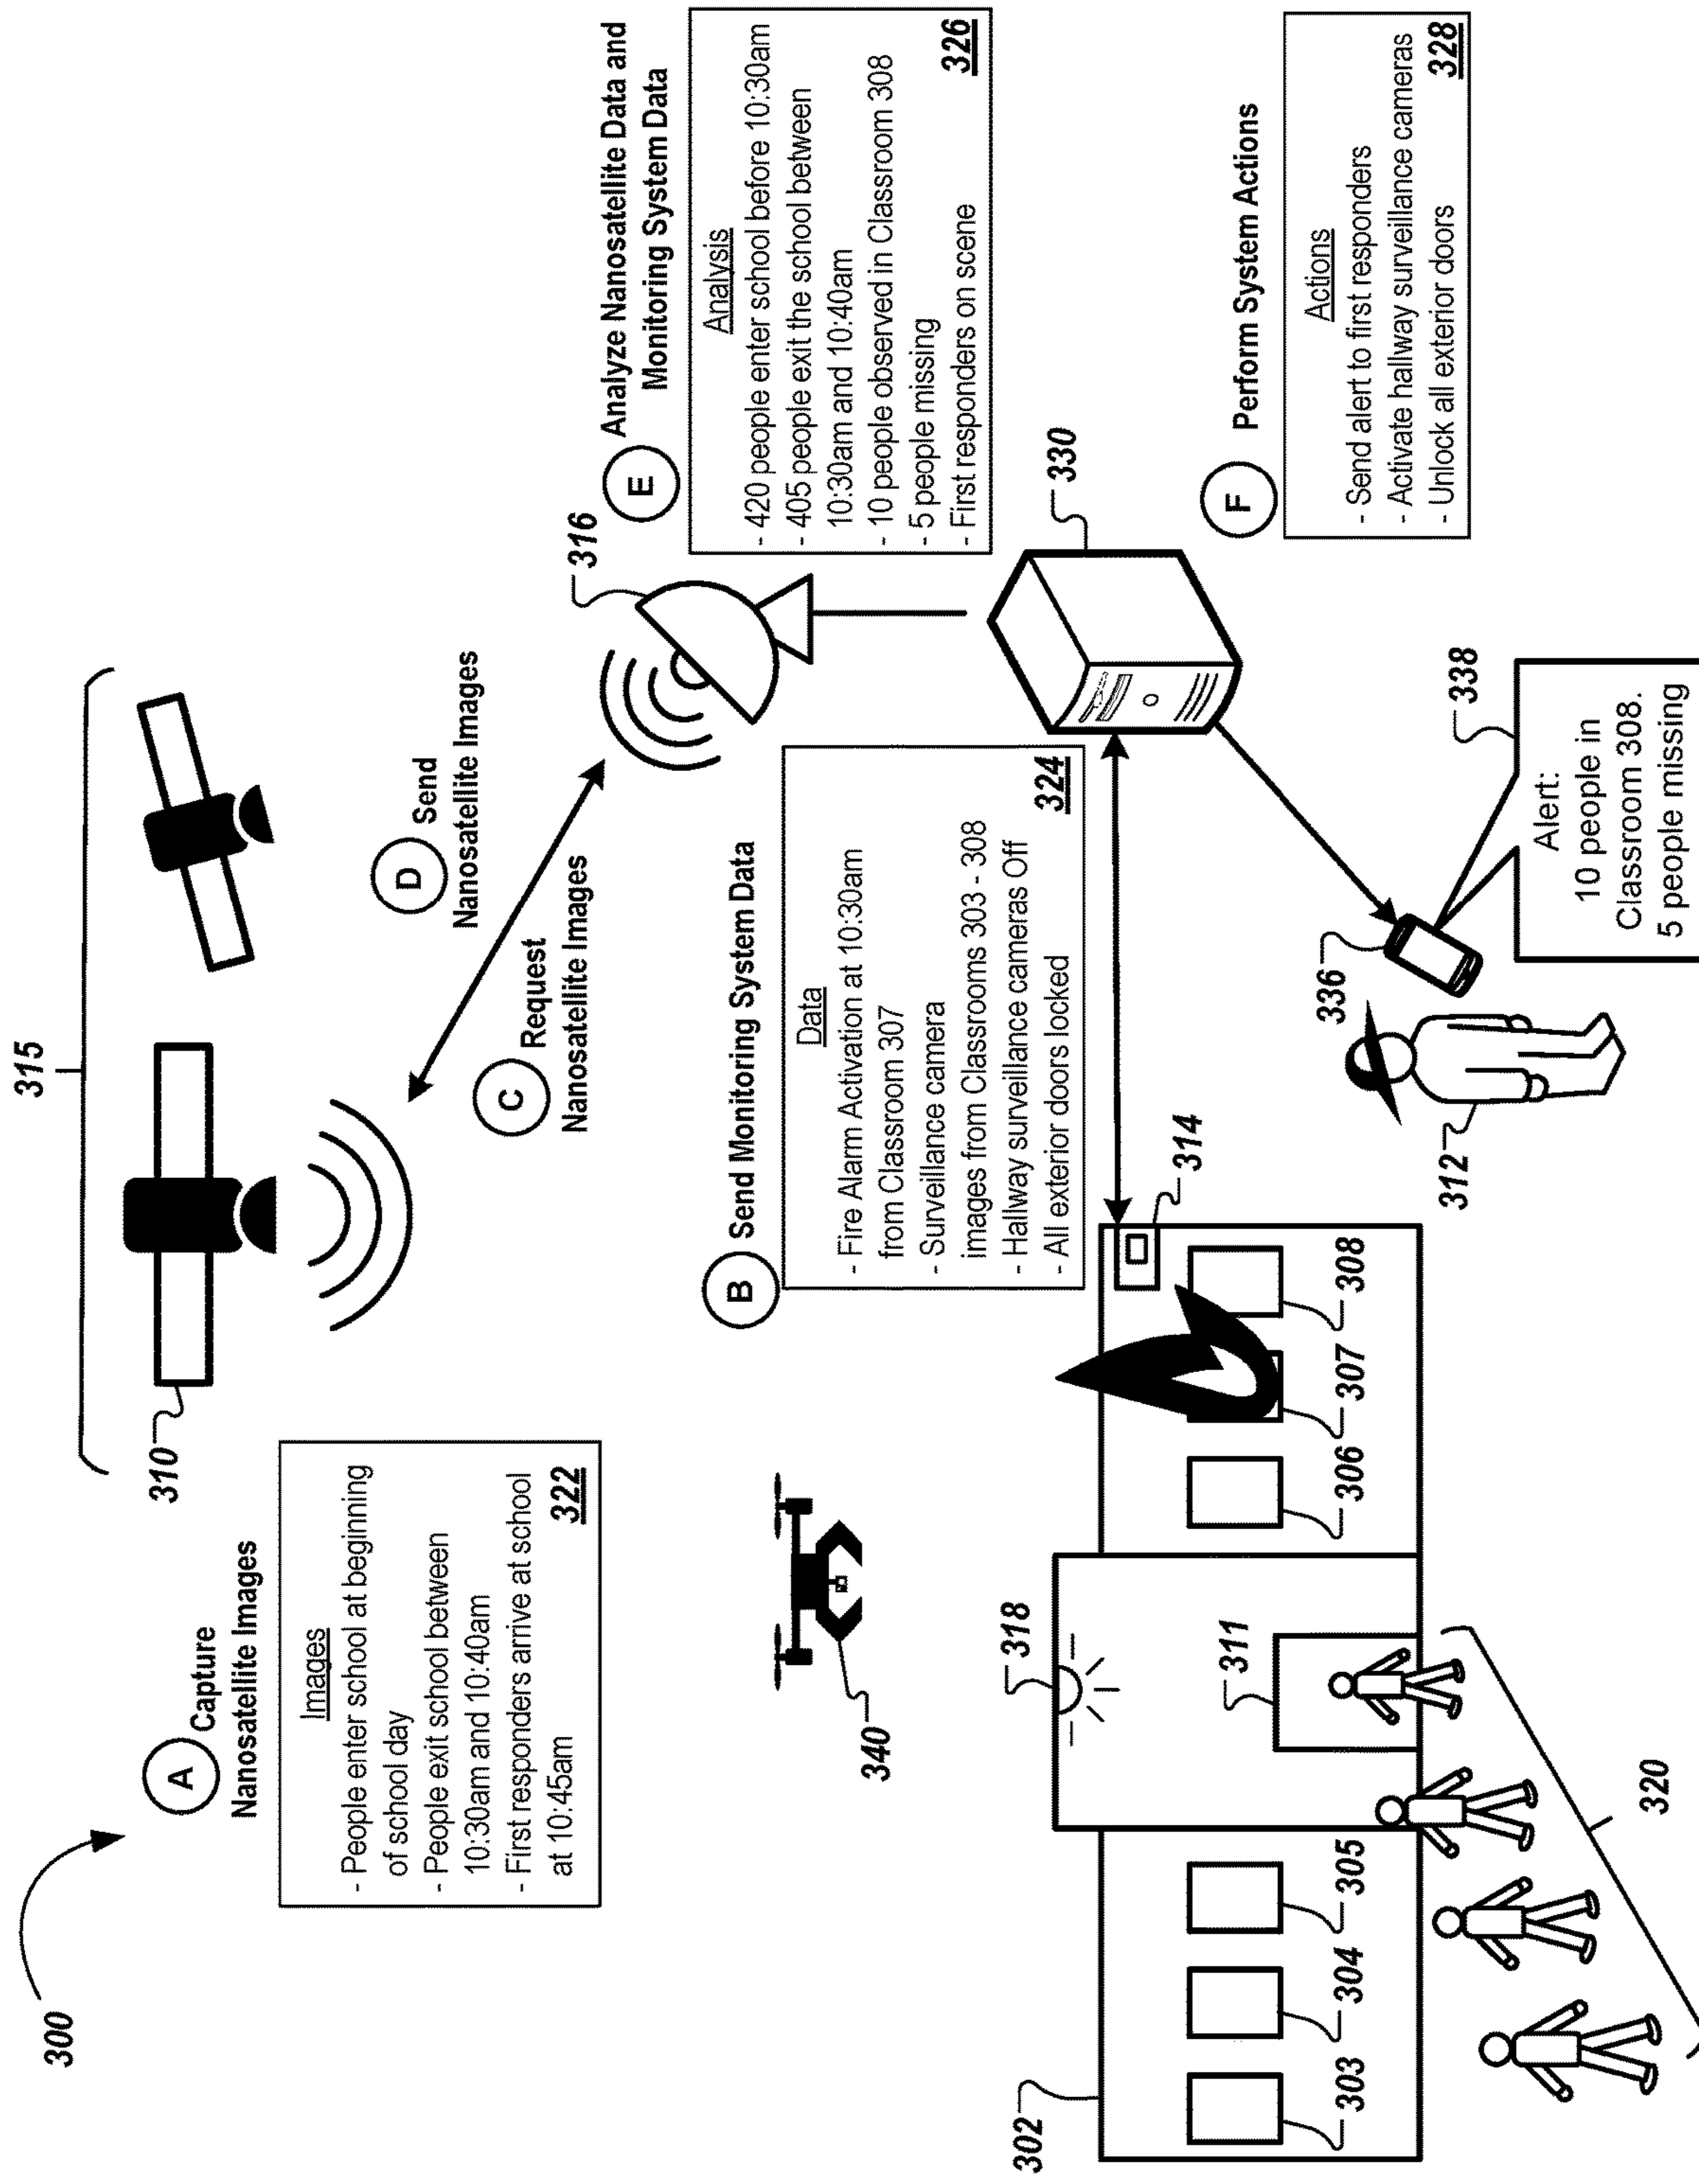 300
A
Capture
Nanosatellite Images
Images
- People enter school at beginning
of school day
- People exit school between
10:30am and 10:40am
- First responders arrive at school
at 10:45am
322
315
310
D
Send
Nanosatellite Images
C
Request
Nanosatellite Images
316
E
Analyze Nanosatellite Data and
Monitoring System Data
Analysis
- 420 people enter school before 10:30am
- 405 people exit the school between
10:30am and 10:40am
- 10 people observed in Classroom 308
- 5 people missing
- First responders on scene
326
B
Send Monitoring System Data
Data
- Fire Alarm Activation at 10:30am
from Classroom 307
- Surveillance camera
images from Classrooms 303 - 308
- Hallway surveillance cameras Off
- All exterior doors locked
324
340
330
302
318
314
311
303
304
305
306
307
308
320
F
Perform System Actions
Actions
- Send alert to first responders
- Activate hallway surveillance cameras
- Unlock all exterior doors
328
312
336
338
Alert:
10 people in
Classroom 308.
5 people missing